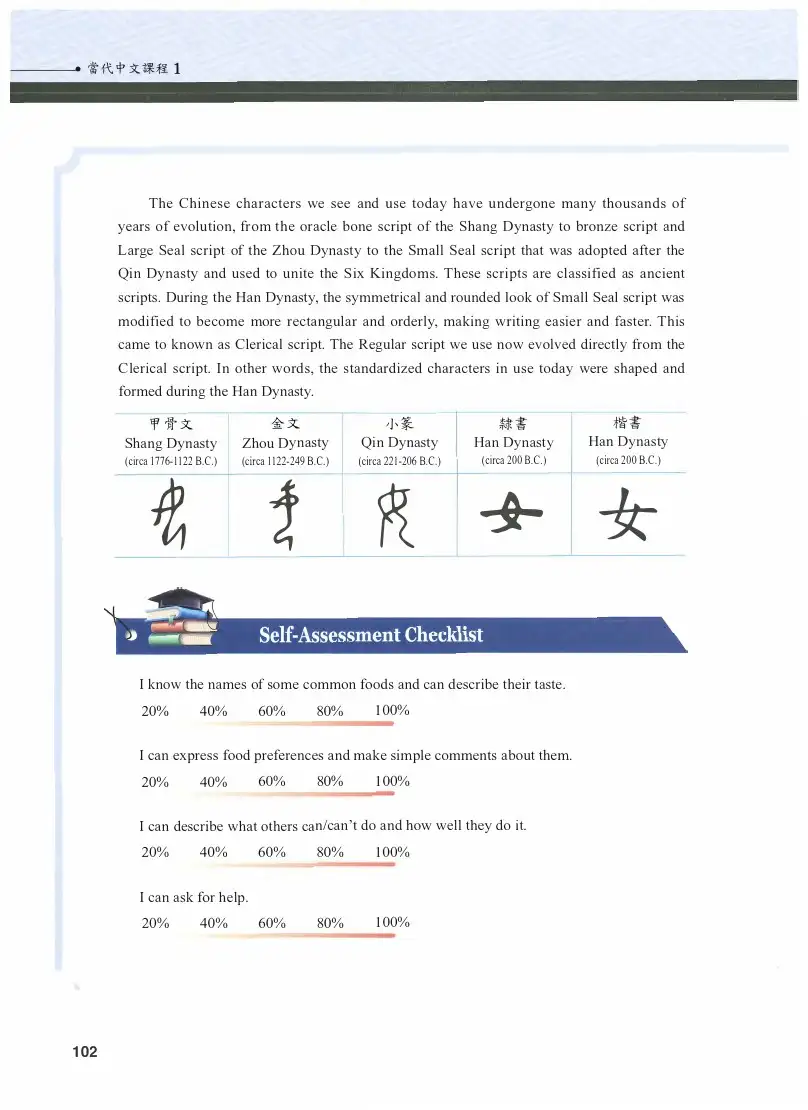 當代中文課程 1
The Chinese characters we see and use today have undergone many thousands of
years of evolution, from the oracle bone script of the Shang Dynasty to bronze script and
Large Seal script of the Zhou Dynasty to the Small Seal script that was adopted after the
Qin Dynasty and used to unite the Six Kingdoms. These scripts are classified as ancient
scripts. During the Han Dynasty, the symmetrical and rounded look of Small Seal script was
modified to become more rectangular and orderly, making writing easier and faster. This
came to known as Clerical script. The Regular script we use now evolved directly from the
Clerical script. In other words, the standardized characters in use today were shaped and
formed during the Han Dynasty.
甲骨文 金文 小篆 隸書 楷書
Shang Dynasty Zhou Dynasty Qin Dynasty Han Dynasty Han Dynasty
(circa 1776-1122 B.C.) (circa 1122-249 B.C.) (circa 221-206 B.C.) (circa 200 B.C.) (circa 200 B.C.)
女 女 女 女 女
Self-Assessment Checklist
I know the names of some common foods and can describe their taste.
20% 40% 60% 80% 100%
I can express food preferences and make simple comments about them.
20% 40% 60% 80% 100%
I can describe what others can/can't do and how well they do it.
20% 40% 60% 80% 100%
I can ask for help.
20% 40% 60% 80% 100%
102